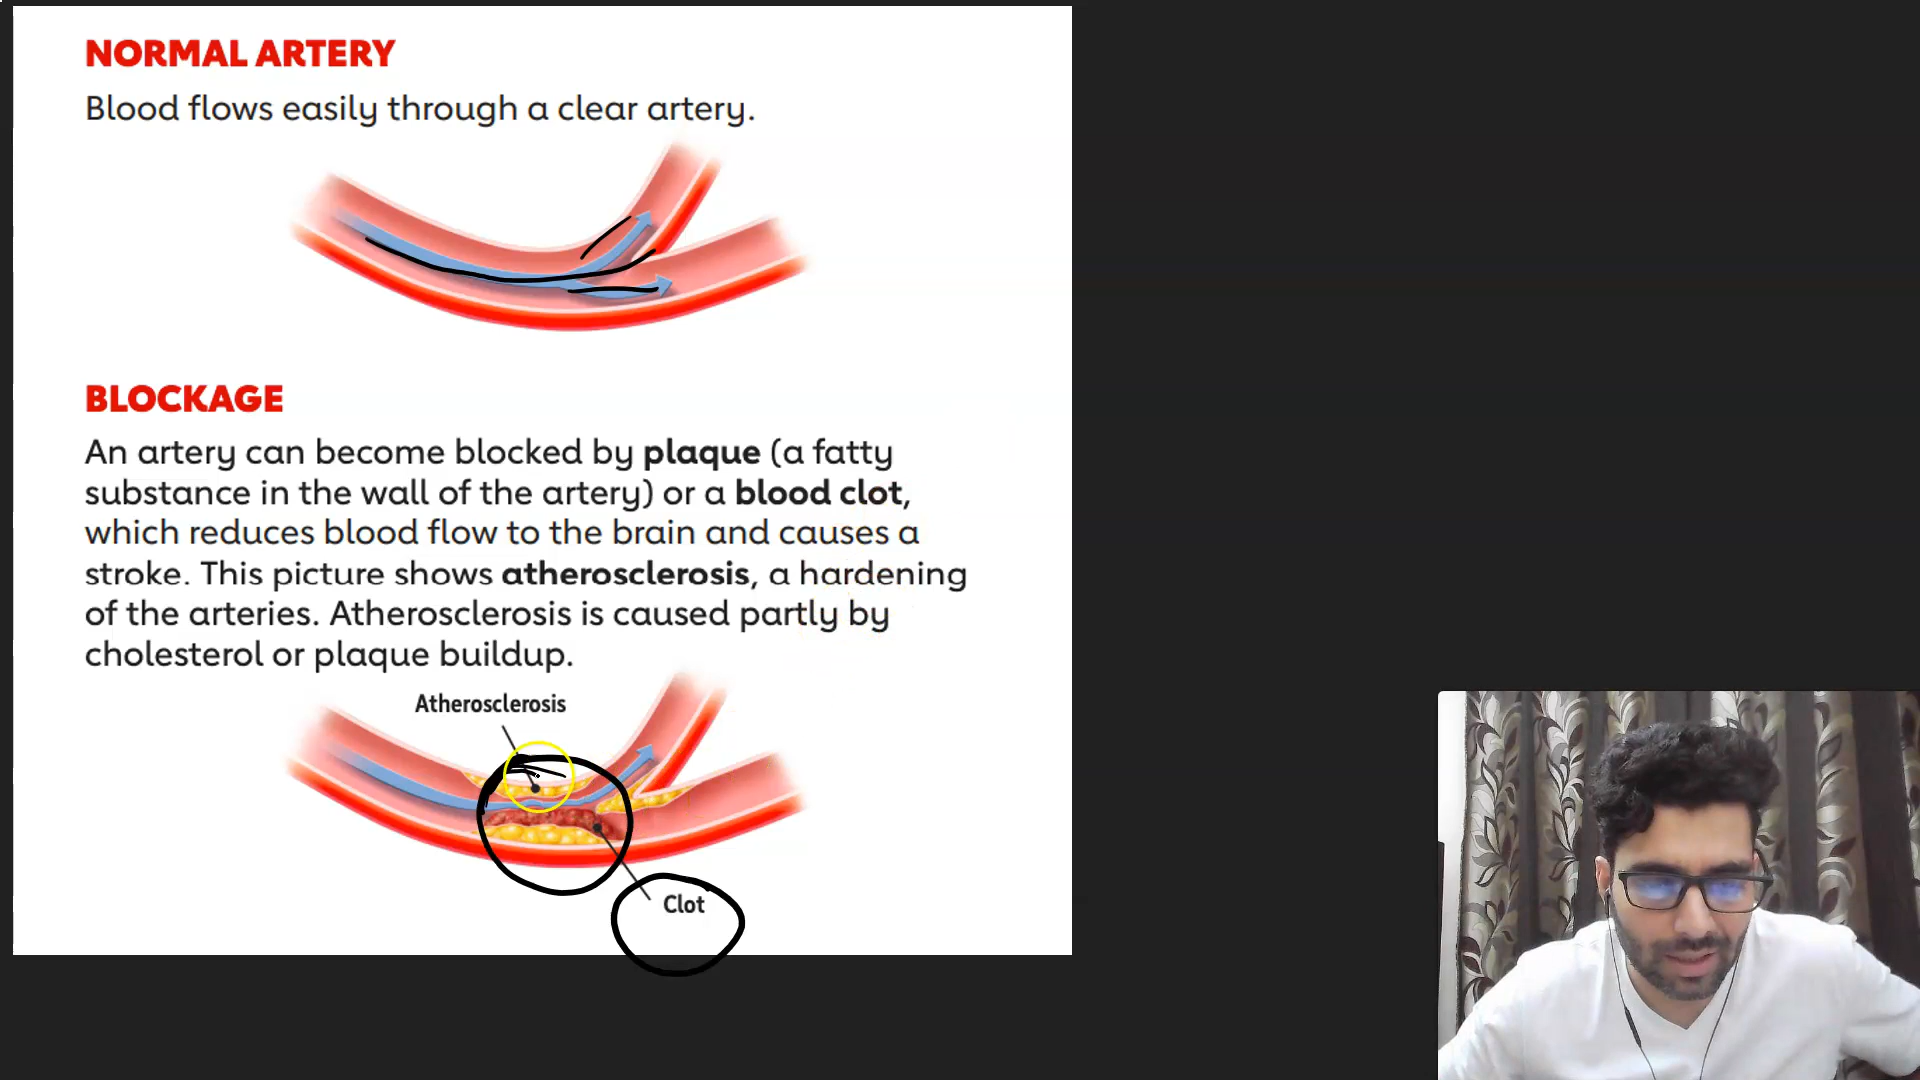 NORMAL ARTERY
Blood flows easily through a clear artery.
BLOCKAGE
An artery can become blocked by plaque (a fatty
substance in the wall of the artery) or a blood clot,
which reduces blood flow to the brain and causes a
stroke. This picture shows atherosclerosis, a hardening
of the arteries. Atherosclerosis is caused partly by
cholesterol or plaque buildup.
Atherosclerosis
Clot